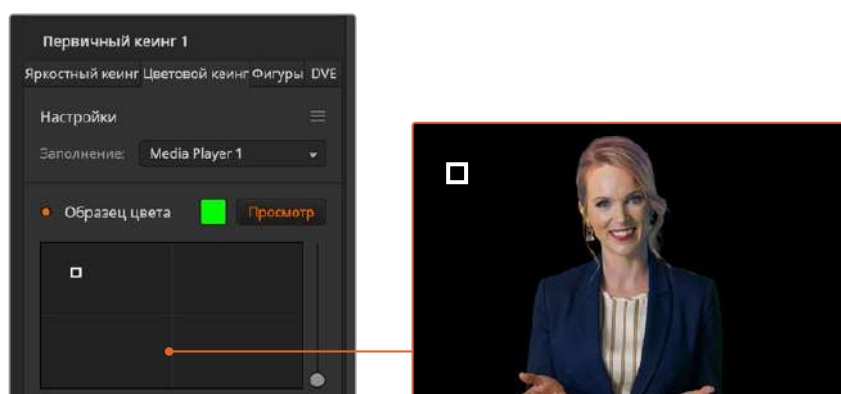 Первичный кеинг 1
Яркостный кеинг Цветовой кеинг Фигуры DVE
Настройки
Заполнение: Media Player 1
Образец цвета Просмотр